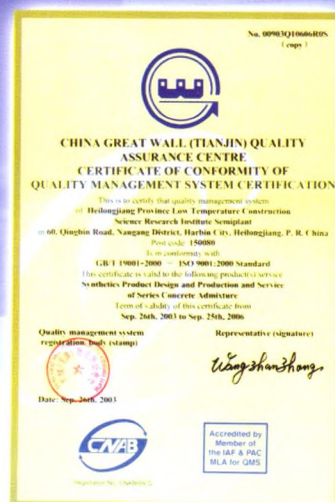 No. 00903Q10606R0S
( copy )
CHINA GREAT WALL (TIANJIN) QUALITY
ASSURANCE CENTRE
CERTIFICATE OF CONFORMITY OF
QUALITY MANAGEMENT SYSTEM CERTIFICATION
This is to certify that quality management system
of Heilongjiang Province Low Temperature Construction
Science Research Institute Semiplant
in 60, Qingbin Road, Nangang District, Harbin City, Heilongjiang, P. R. China
Post code 150080
Is in conformity with
GB/T 19001-2000 - ISO 9001:2000 Standard
This certificate is valid to the following product(s)/service
Synthetics Product Design and Production and Service
of Series Concrete Admixture
Term of validity of this certificate from
Sep. 26th, 2003 to Sep. 25th, 2006
Quality management system Representative (signature)
registration body (stamp)
Wangzhanzhong
Date: Sep. 26th, 2003
CNAB
Accredited by
Member of
the IAF & PAC
MLA for QMS
Registration No.